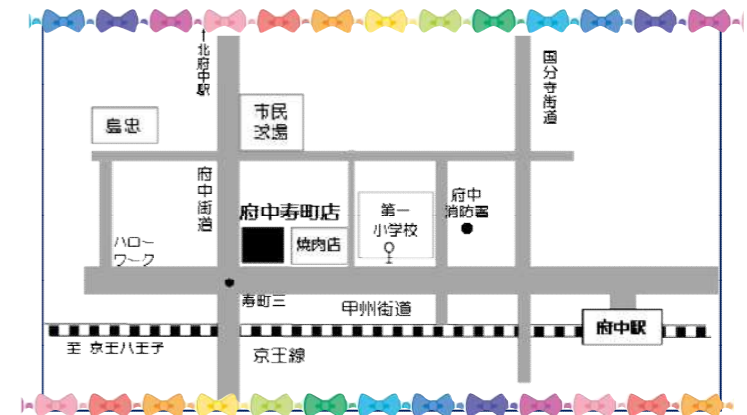 ↑北府中駅
国分寺街道
市民
球場
島忠
府中街道
府中
消防署
府中寿町店
第一
小学校
焼肉店
ハロー
ワーク
寿町三
甲州街道
府中駅
至 京王八王子
京王線